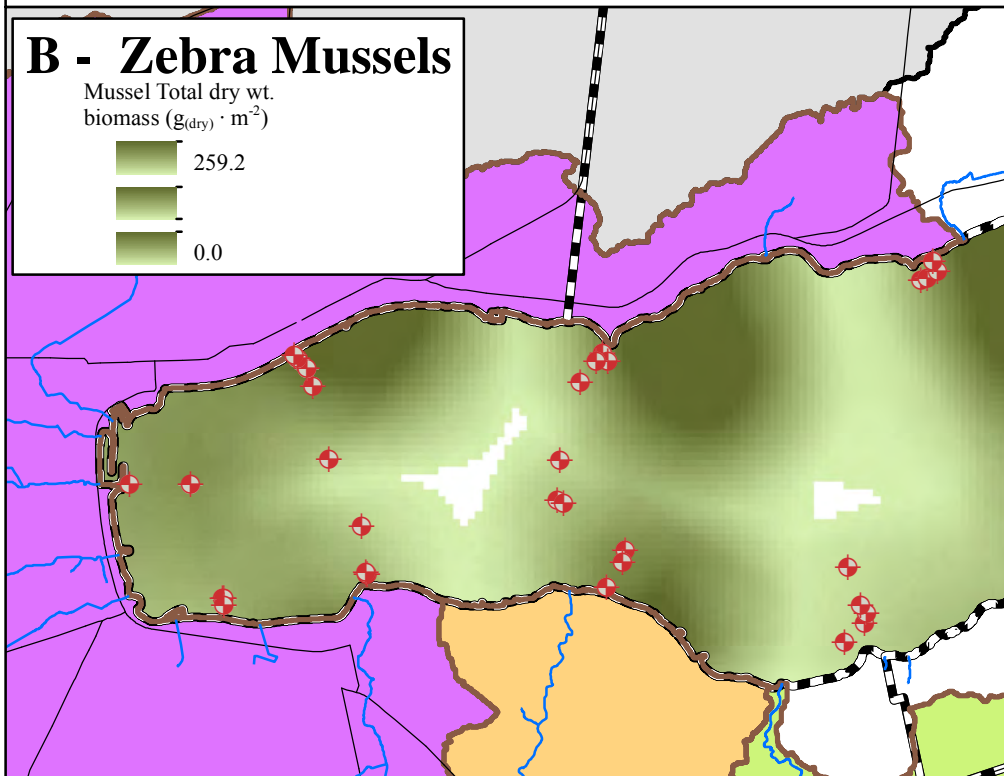 B - Zebra Mussels
Mussel Total dry wt.
biomass (g(dry) · m-2)
259.2
0.0